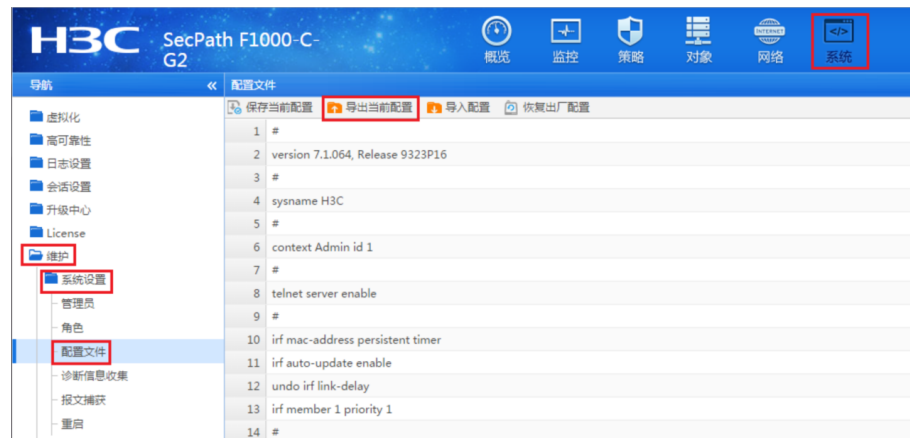 H3C SecPath F1000-C-G2
概览 监控 策略 对象 网络 系统
导航 «
配置文件
保存当前配置 导出当前配置 导入配置 恢复出厂配置
虚拟化
高可靠性
日志设置
会话设置
升级中心
License
维护
系统设置
管理员
角色
配置文件
诊断信息收集
报文捕获
重启
1 #
2 version 7.1.064, Release 9323P16
3 #
4 sysname H3C
5 #
6 context Admin id 1
7 #
8 telnet server enable
9 #
10 irf mac-address persistent timer
11 irf auto-update enable
12 undo irf link-delay
13 irf member 1 priority 1
14 #